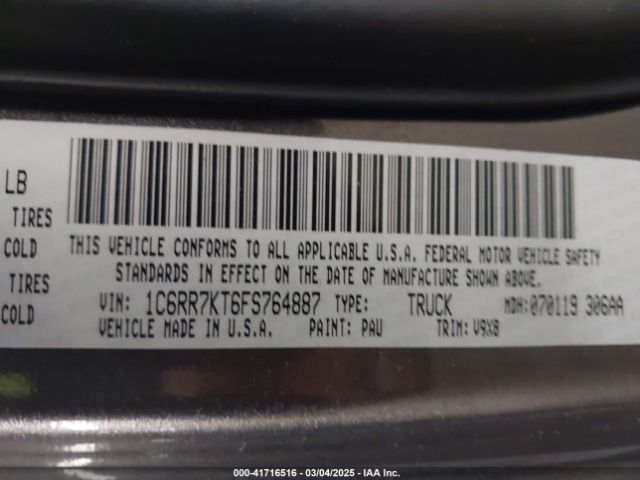 LB
TIRES
COLD
TIRES
COLD
THIS VEHICLE CONFORMS TO ALL APPLICABLE U.S.A. FEDERAL MOTOR VEHICLE SAFETY
STANDARDS IN EFFECT ON THE DATE OF MANUFACTURE SHOWN ABOVE.
VIN: 1C6RR7KT6FS764887 TYPE: TRUCK MDH:070119 306AA
VEHICLE MADE IN U.S.A. PAINT: PAU TRIM: V9X8
000-41716516 - 03/04/2025 - IAA Inc.